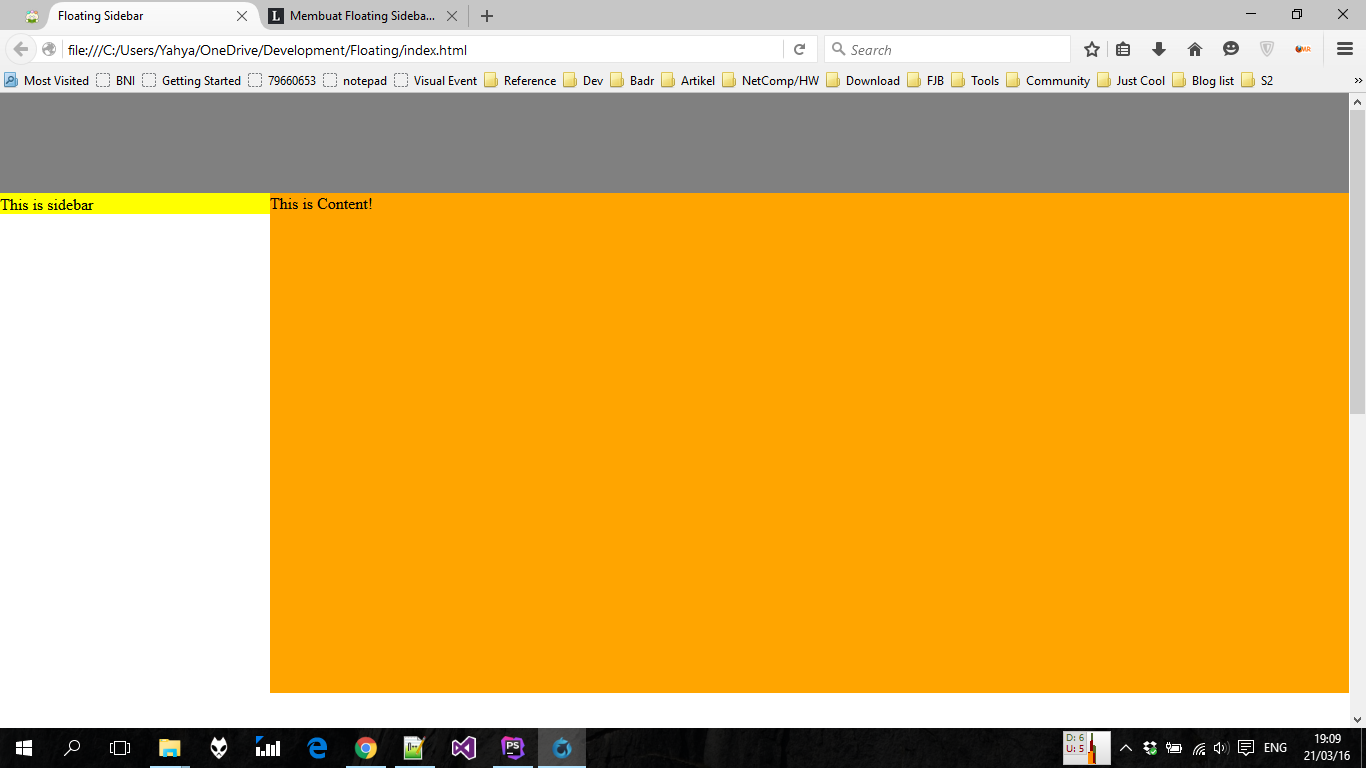 Floating Sidebar
Membuat Floating Sideba...
file:///C:/Users/Yahya/OneDrive/Development/Floating/index.html
Search
Most Visited
BNI
Getting Started
79660653
notepad
Visual Event
Reference
Dev
Badr
Artikel
NetComp/HW
Download
FJB
Tools
Community
Just Cool
Blog list
S2
This is sidebar
This is Content!
PS
D: 6
U: 5
ENG
19:09
21/03/16